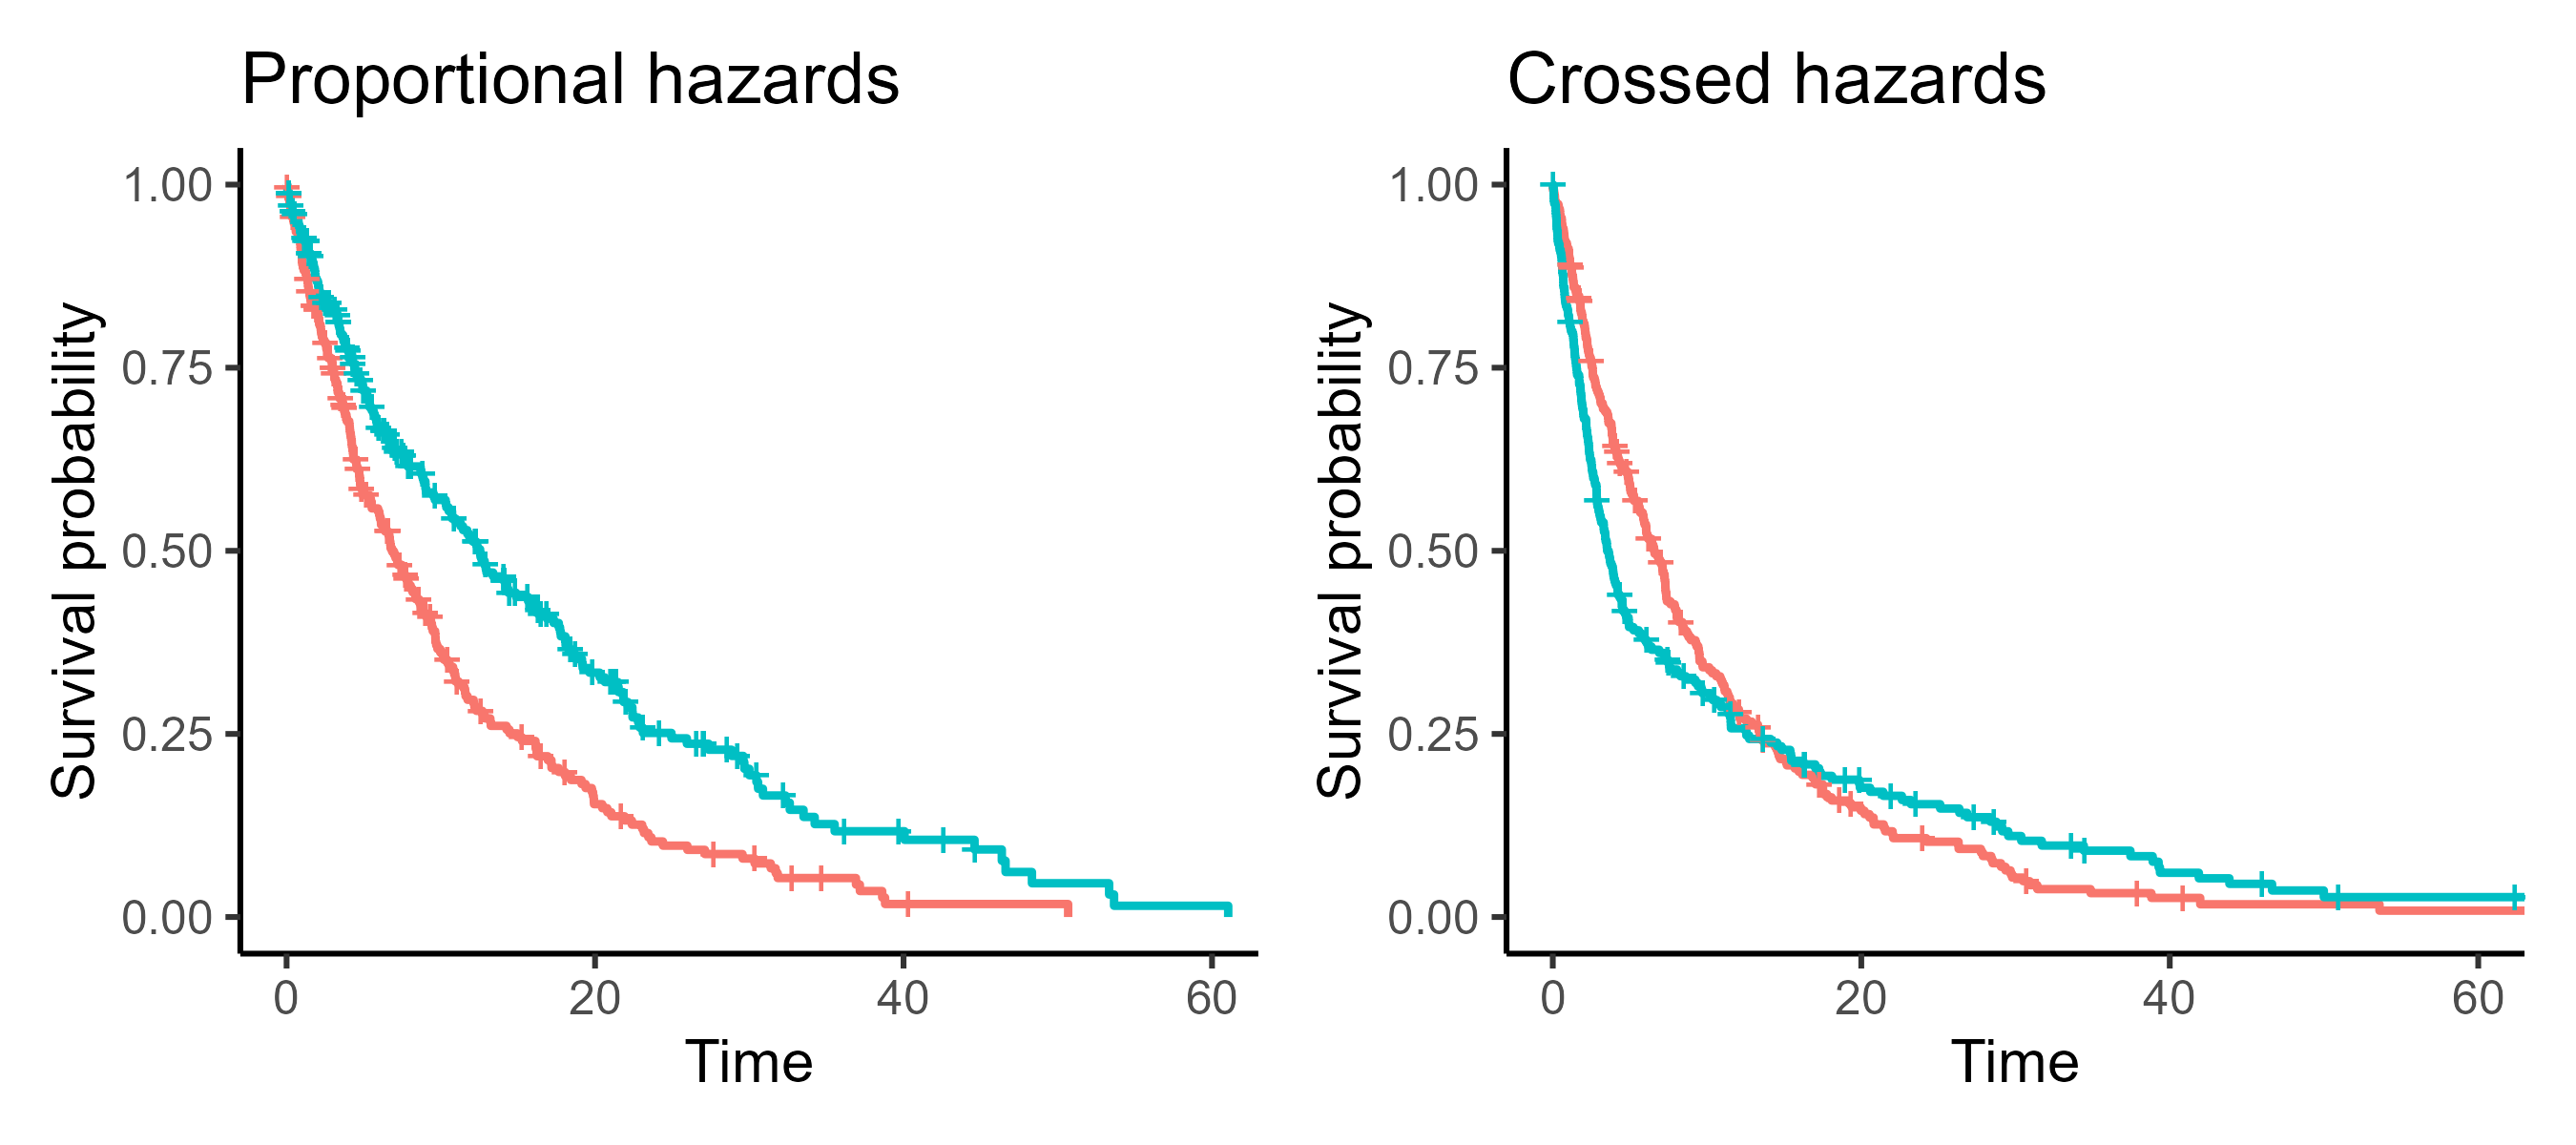 Proportional hazards
Survival probability
1.00
0.75
0.50
0.25
0.00
0 20 40 60
Time
Crossed hazards
Survival probability
1.00
0.75
0.50
0.25
0.00
0 20 40 60
Time